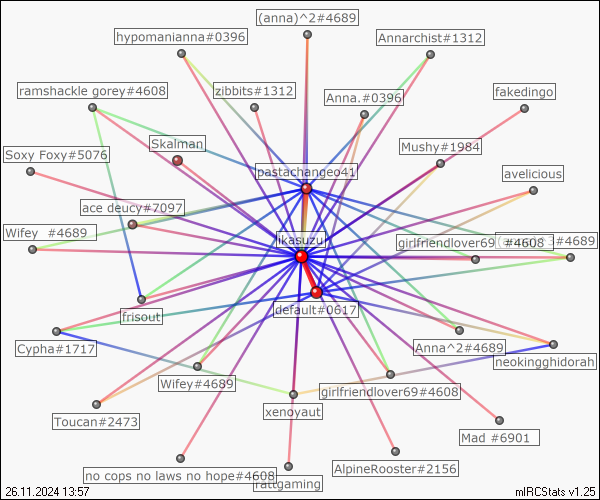 (anna)^2#4689
hypomanianna#0396
Annarchist#1312
ramshackle gorey#4608
zibbits#1312
Anna.#0396
fakedingo
Skalman
Mushy#1984
Soxy Foxy#5076
pastachangeo41
avelicious
ace deucy#7097
Wifey #4689
ikasuzu
girlfriendlover69 #4608
3#4689
frisout
default#0617
Cypha#1717
Anna^2#4689
neokingghidorah
Wifey#4689
girlfriendlover69#4608
xenoyaut
Toucan#2473
Mad #6901
no cops no laws no hope#4608
rattgaming
AlpineRooster#2156
26.11.2024 13:57
mIRCStats v1.25